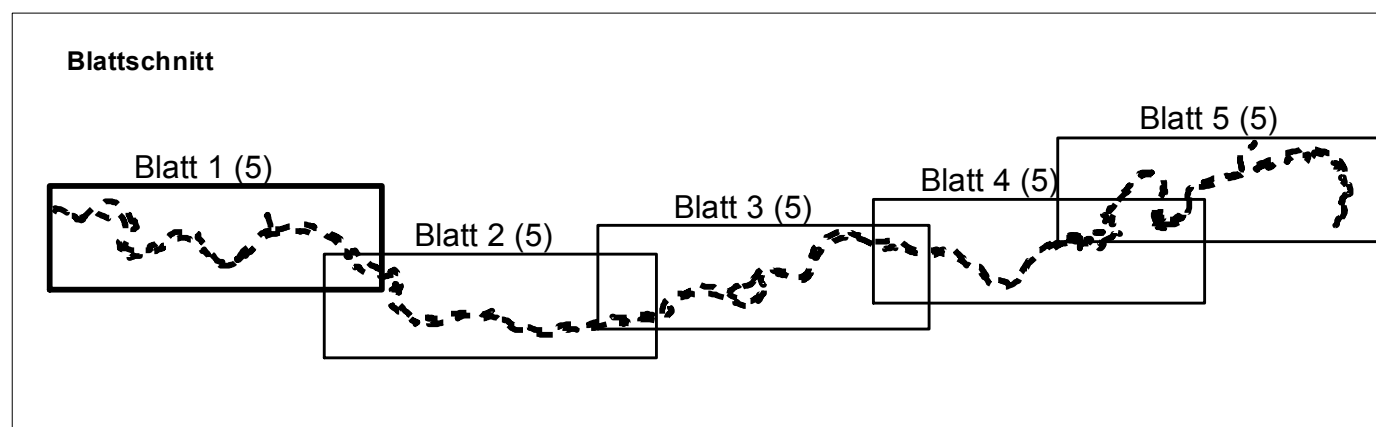 Blattschnitt
Blatt 1 (5)
Blatt 2 (5)
Blatt 3 (5)
Blatt 4 (5)
Blatt 5 (5)